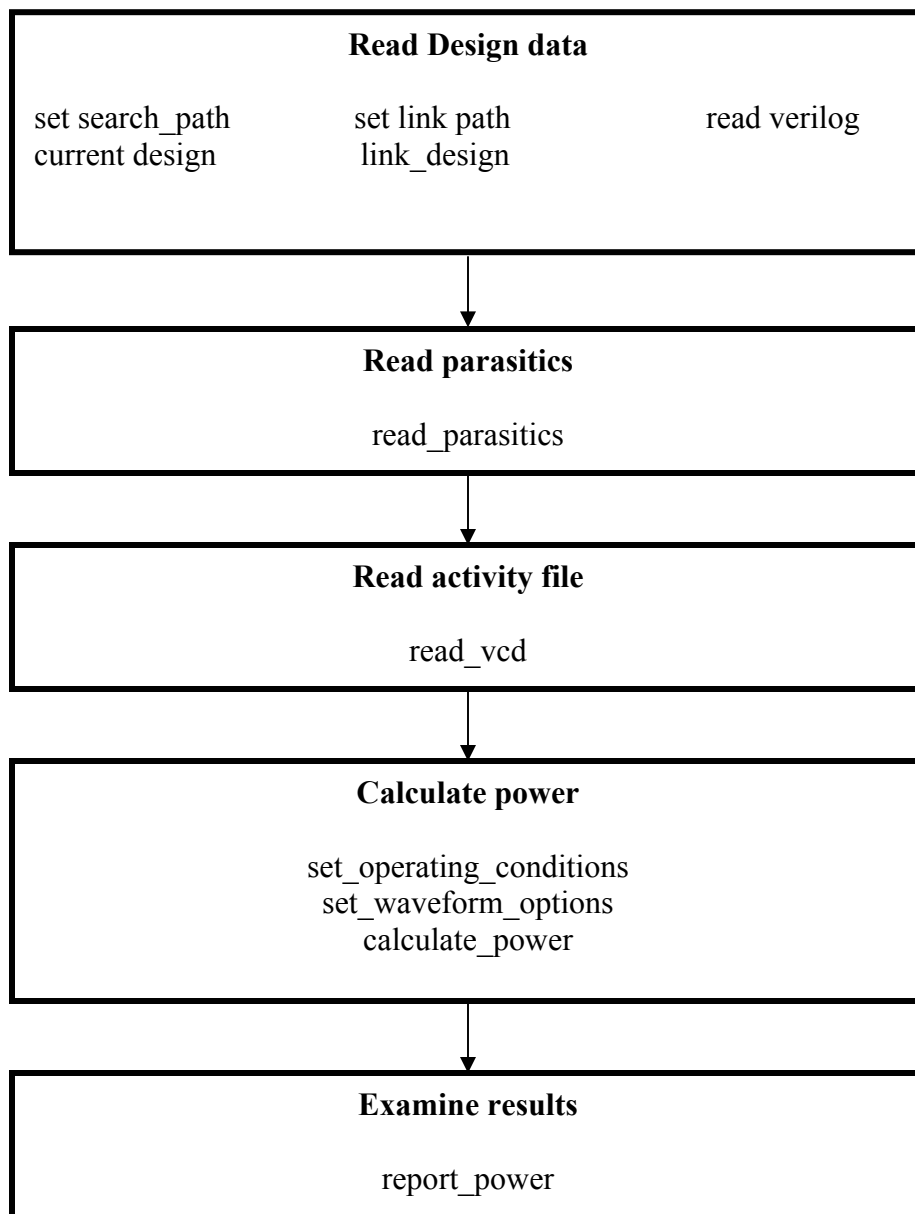 Read Design data
set search_path set link path read verilog
current design link_design
Read parasitics
read_parasitics
Read activity file
read_vcd
Calculate power
set_operating_conditions
set_waveform_options
calculate_power
Examine results
report_power